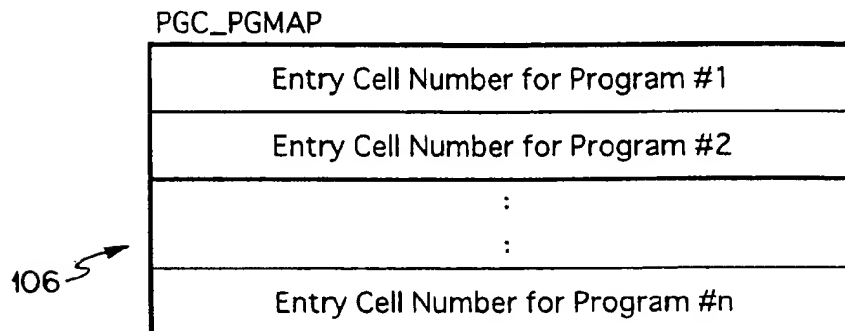 PGC_PGMAP
Entry Cell Number for Program #1
Entry Cell Number for Program #2
:
:
106
Entry Cell Number for Program #n